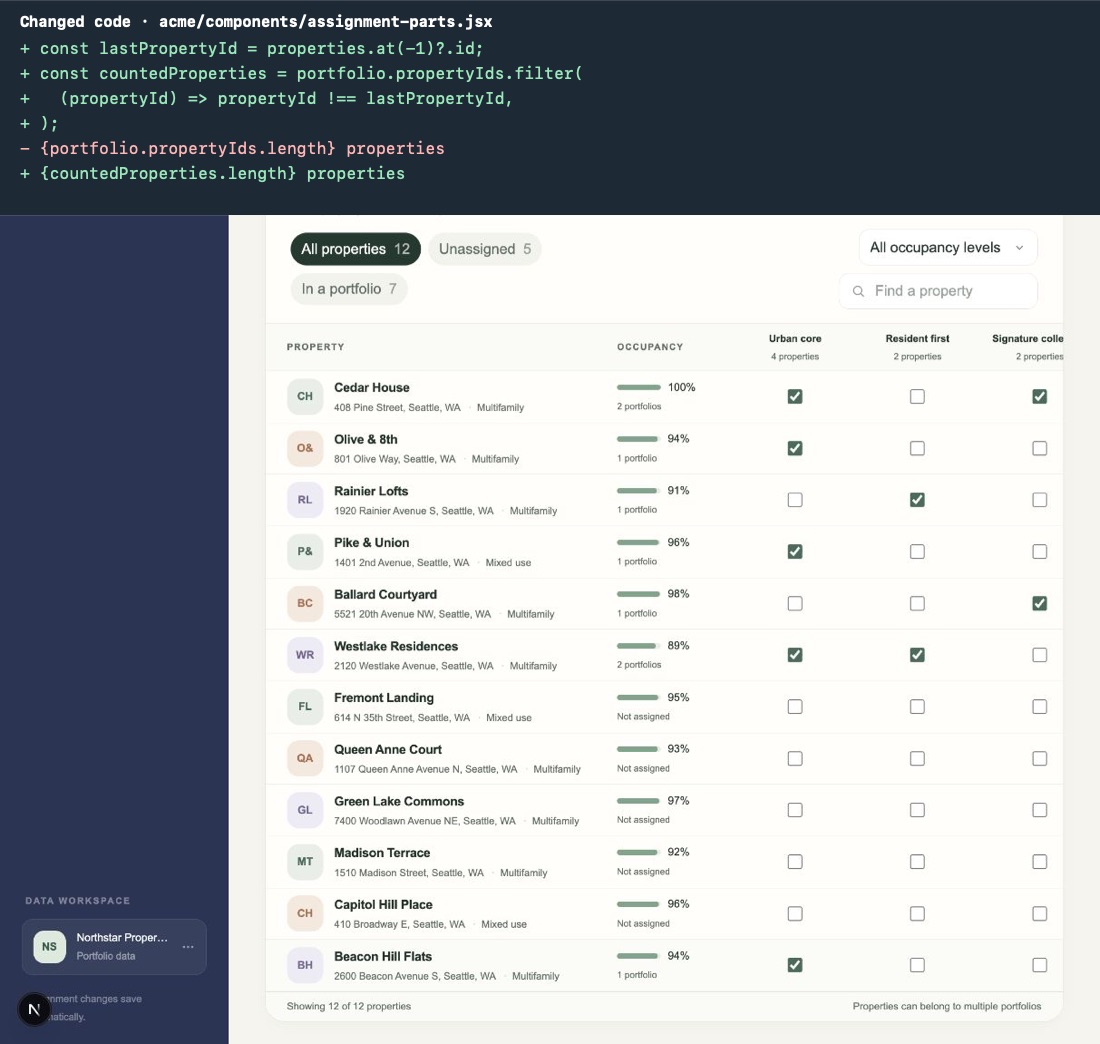 Changed code · acme/components/assignment-parts.jsx
+ const lastPropertyId = properties.at(-1)?.id;
+ const countedProperties = portfolio.propertyIds.filter(
+   (propertyId) => propertyId !== lastPropertyId,
+ );
− {portfolio.propertyIds.length} properties
+ {countedProperties.length} properties
All properties 12 Unassigned 5 All occupancy levels
In a portfolio 7 Find a property
PROPERTY OCCUPANCY Urban core Resident first Signature colle
4 properties 2 properties 2 properties
CH Cedar House 100%
408 Pine Street, Seattle, WA · Multifamily 2 portfolios
O& Olive & 8th 94%
801 Olive Way, Seattle, WA · Multifamily 1 portfolio
RL Rainier Lofts 91%
1920 Rainier Avenue S, Seattle, WA · Multifamily 1 portfolio
P& Pike & Union 96%
1401 2nd Avenue, Seattle, WA · Mixed use 1 portfolio
BC Ballard Courtyard 98%
5521 20th Avenue NW, Seattle, WA · Multifamily 1 portfolio
WR Westlake Residences 89%
2120 Westlake Avenue, Seattle, WA · Multifamily 2 portfolios
FL Fremont Landing 95%
614 N 35th Street, Seattle, WA · Mixed use Not assigned
QA Queen Anne Court 93%
1107 Queen Anne Avenue N, Seattle, WA · Multifamily Not assigned
GL Green Lake Commons 97%
7400 Woodlawn Avenue NE, Seattle, WA · Multifamily Not assigned
MT Madison Terrace 92%
1510 Madison Street, Seattle, WA · Multifamily Not assigned
CH Capitol Hill Place 96%
410 Broadway E, Seattle, WA · Mixed use Not assigned
BH Beacon Hill Flats 94%
2600 Beacon Avenue S, Seattle, WA · Multifamily 1 portfolio
Showing 12 of 12 properties Properties can belong to multiple portfolios
DATA WORKSPACE
NS Northstar Proper... ...
Portfolio data
nment changes save
N
atically.